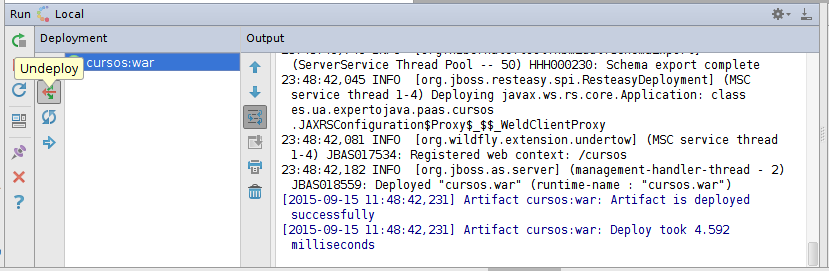 Run Local
Deployment
Output
cursos:war
Undeploy
(ServerService Thread Pool -- 50) HHH000230: Schema export complete
23:48:42,045 INFO  [org.jboss.resteasy.spi.ResteasyDeployment] (MSC
service thread 1-4) Deploying javax.ws.rs.core.Application: class
es.ua.expertojava.paas.cursos
.JAXRSConfiguration$Proxy$_$$_WeldClientProxy
23:48:42,081 INFO  [org.wildfly.extension.undertow] (MSC service thread
1-4) JBAS017534: Registered web context: /cursos
23:48:42,182 INFO  [org.jboss.as.server] (management-handler-thread - 2)
JBAS018559: Deployed "cursos.war" (runtime-name : "cursos.war")
[2015-09-15 11:48:42,231] Artifact cursos:war: Artifact is deployed
successfully
[2015-09-15 11:48:42,231] Artifact cursos:war: Deploy took 4.592
milliseconds